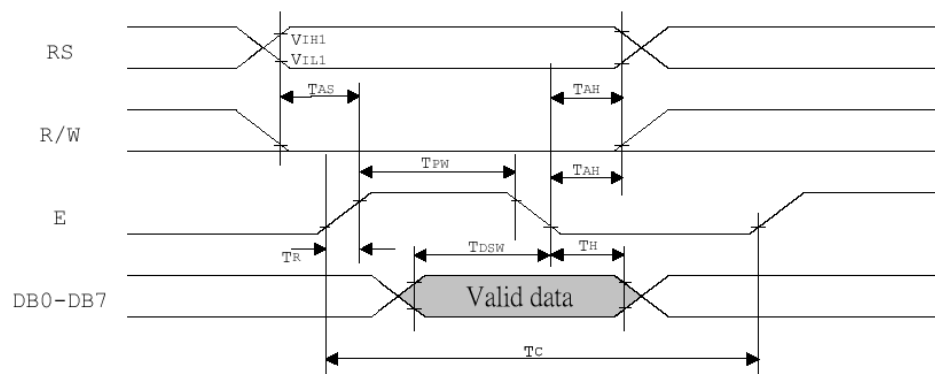 RS
VIH1
VIL1
TAS
TAH
R/W
TPW
TAH
E
TR
TDSW
TH
DB0-DB7
Valid data
TC